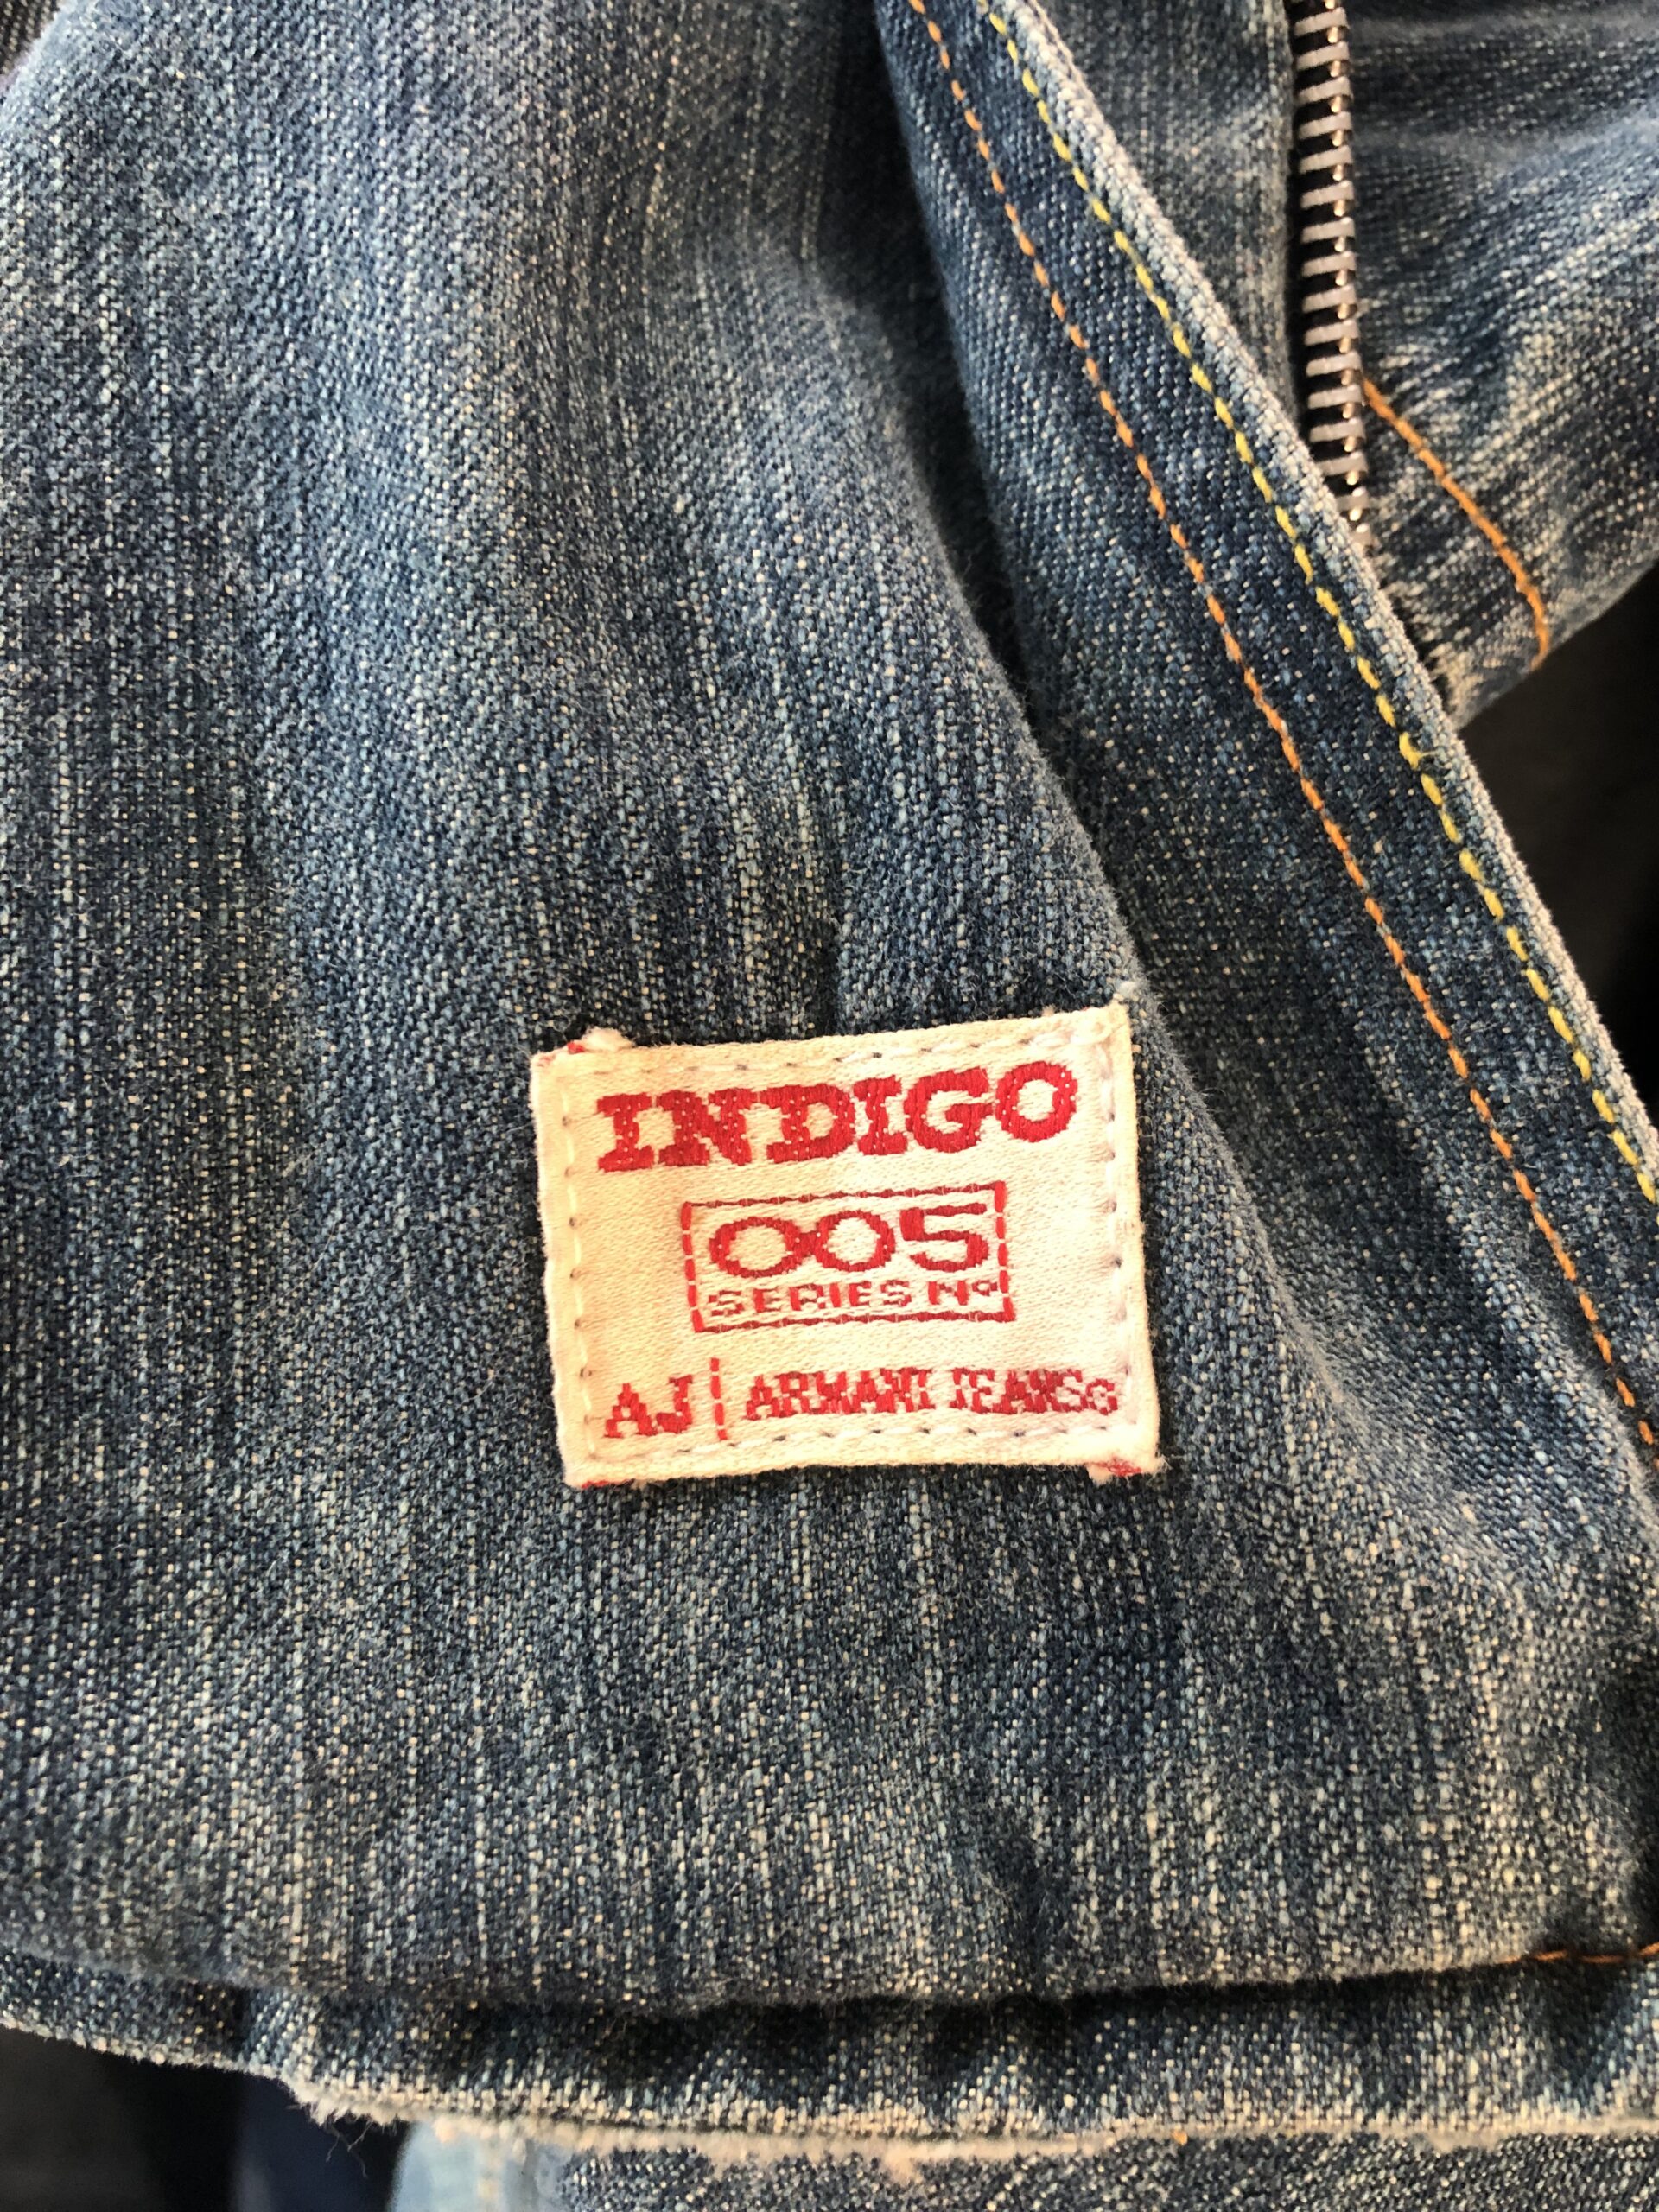 INDIGO
005
SERIES Nº
AJ | ARMANI JEANS®